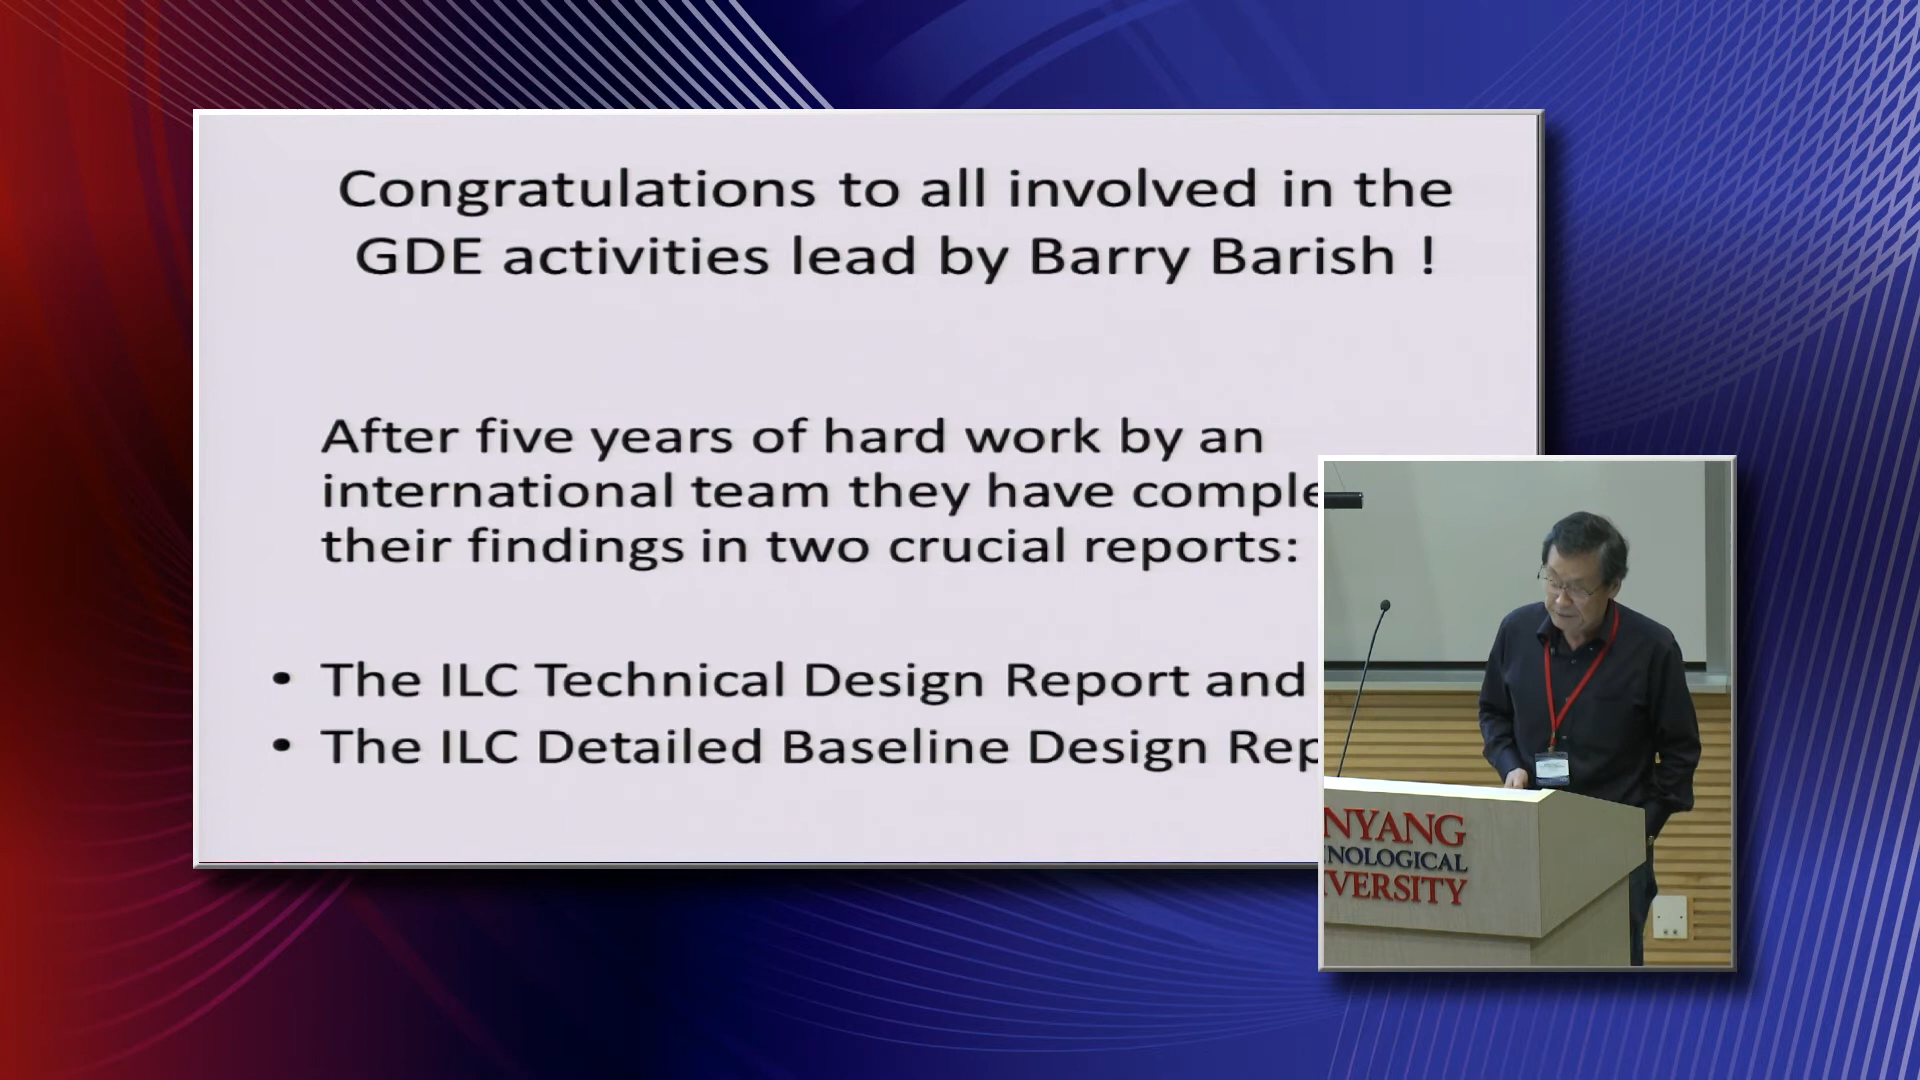 Congratulations to all involved in the
GDE activities lead by Barry Barish !
After five years of hard work by an
international team they have comple
their findings in two crucial reports:
• The ILC Technical Design Report and
• The ILC Detailed Baseline Design Rep
NYANG
NOLOGICAL
VERSITY